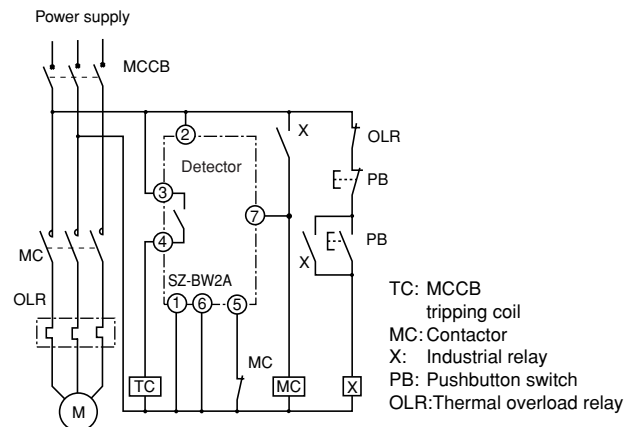 Power supply
MCCB
X
OLR
2
Detector
PB
3
7
4
PB
MC
X
SZ-BW2A
OLR
1 6 5
MC
TC
MC
X
M
TC: MCCB
tripping coil
MC: Contactor
X: Industrial relay
PB: Pushbutton switch
OLR:Thermal overload relay